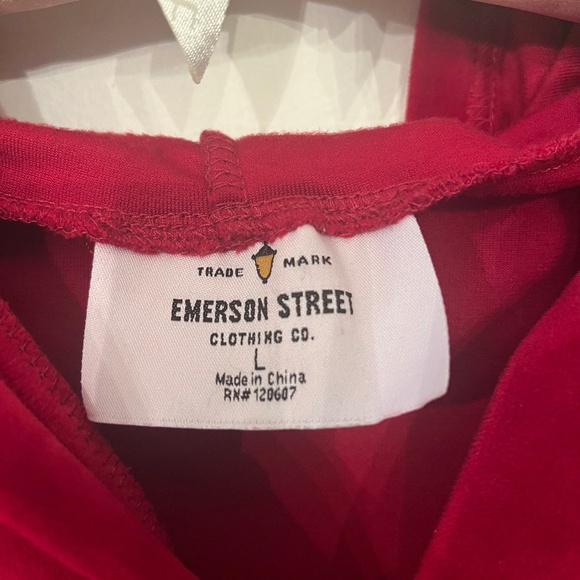 TRADE MARK
EMERSON STREET
CLOTHING CO.
L
Made in China
RN#120607